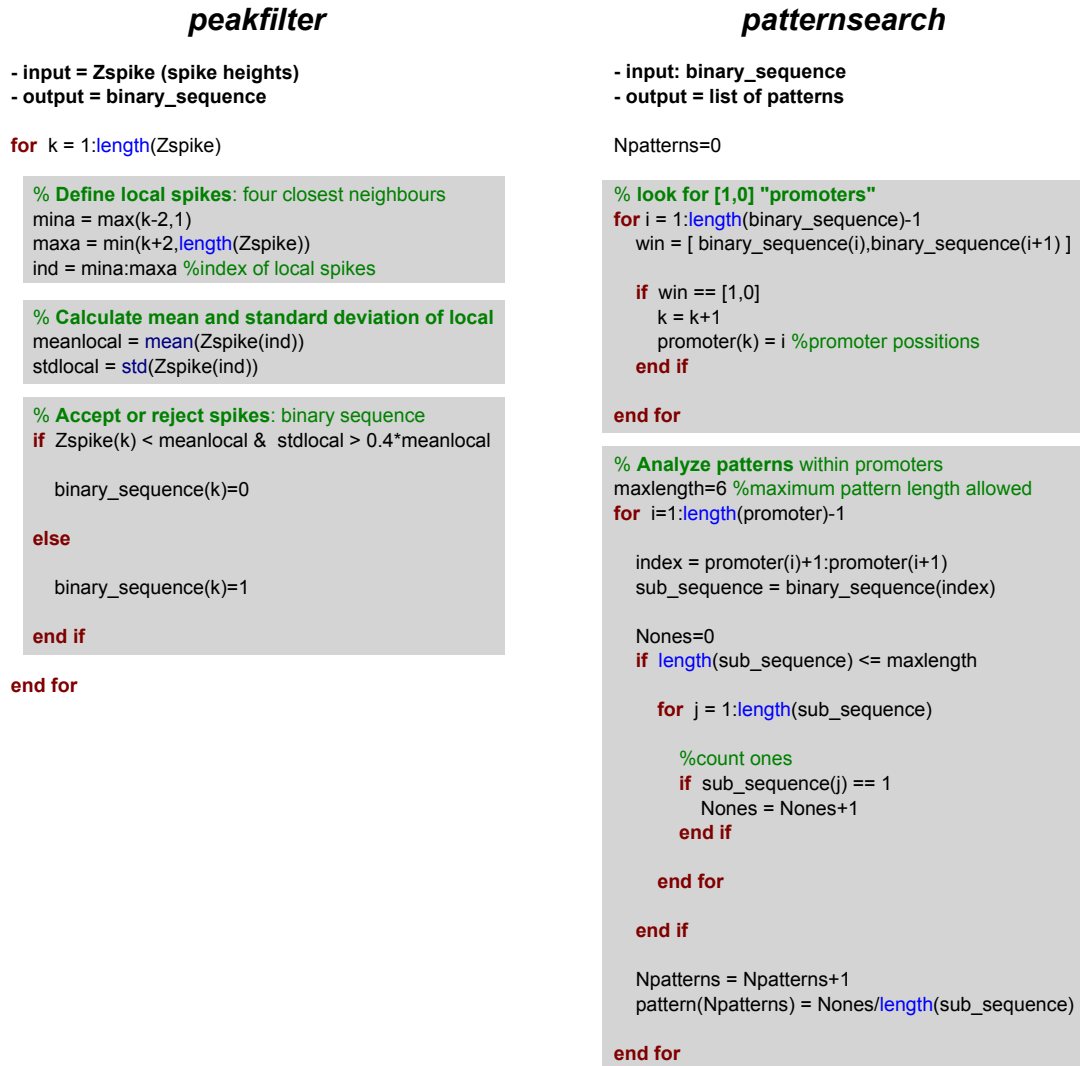 peakfilter
- input = Zspike (spike heights)
- output = binary_sequence
for k = 1:length(Zspike)
% Define local spikes: four closest neighbours
mina = max(k-2,1)
maxa = min(k+2,length(Zspike))
ind = mina:maxa %index of local spikes
% Calculate mean and standard deviation of local
meanlocal = mean(Zspike(ind))
stdlocal = std(Zspike(ind))
% Accept or reject spikes: binary sequence
if Zspike(k) < meanlocal & stdlocal > 0.4*meanlocal
binary_sequence(k)=0
else
binary_sequence(k)=1
end if
end for
patternsearch
- input: binary_sequence
- output = list of patterns
Npatterns=0
% look for [1,0] "promoters"
for i = 1:length(binary_sequence)-1
win = [ binary_sequence(i),binary_sequence(i+1) ]
if win == [1,0]
k = k+1
promoter(k) = i %promoter possitions
end if
end for
% Analyze patterns within promoters
maxlength=6 %maximum pattern length allowed
for i=1:length(promoter)-1
index = promoter(i)+1:promoter(i+1)
sub_sequence = binary_sequence(index)
Nones=0
if length(sub_sequence) <= maxlength
for j = 1:length(sub_sequence)
%count ones
if sub_sequence(j) == 1
Nones = Nones+1
end if
end for
end if
Npatterns = Npatterns+1
pattern(Npatterns) = Nones/length(sub_sequence)
end for